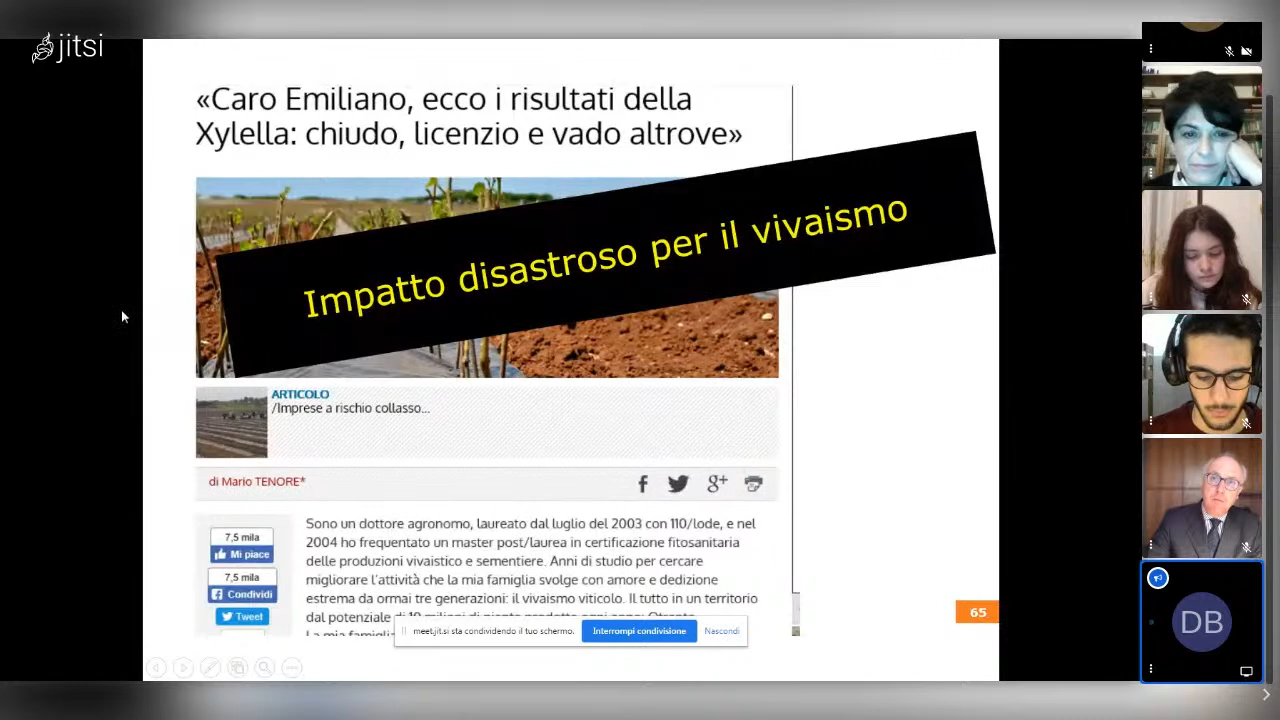 jitsi
«Caro Emiliano, ecco i risultati della
Xylella: chiudo, licenzio e vado altrove»
Impatto disastroso per il vivaismo
ARTICOLO
/Imprese a rischio collasso...
di Mario TENORE*
Sono un dottore agronomo, laureato dal luglio del 2003 con 110/lode, e nel
2004 ho frequentato un master post/laurea in certificazione fitosanitaria
delle produzioni vivaistico e sementiere. Anni di studio per cercare
migliorare l'attività che la mia famiglia svolge con amore e dedizione
estrema da ormai tre generazioni: il vivaismo viticolo. Il tutto in un territorio
dal potenziale di 10 milioni di piante prodotte ogni anno: Otranto.
La mia famiglia
7,5 mila
Mi piace
7,5 mila
Condividi
Tweet
meet.jit.si sta condividendo il tuo schermo.
Interrompi condivisione
Nascondi
65
DB